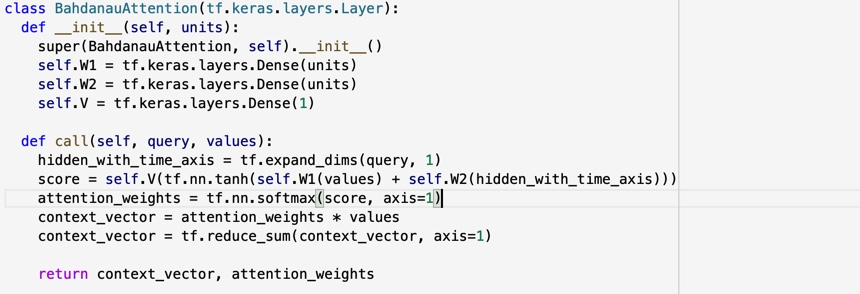 class BahdanauAttention(tf.keras.layers.Layer):
  def __init__(self, units):
    super(BahdanauAttention, self).__init__()
    self.W1 = tf.keras.layers.Dense(units)
    self.W2 = tf.keras.layers.Dense(units)
    self.V = tf.keras.layers.Dense(1)

  def call(self, query, values):
    hidden_with_time_axis = tf.expand_dims(query, 1)
    score = self.V(tf.nn.tanh(self.W1(values) + self.W2(hidden_with_time_axis)))
    attention_weights = tf.nn.softmax(score, axis=1)
    context_vector = attention_weights * values
    context_vector = tf.reduce_sum(context_vector, axis=1)

    return context_vector, attention_weights